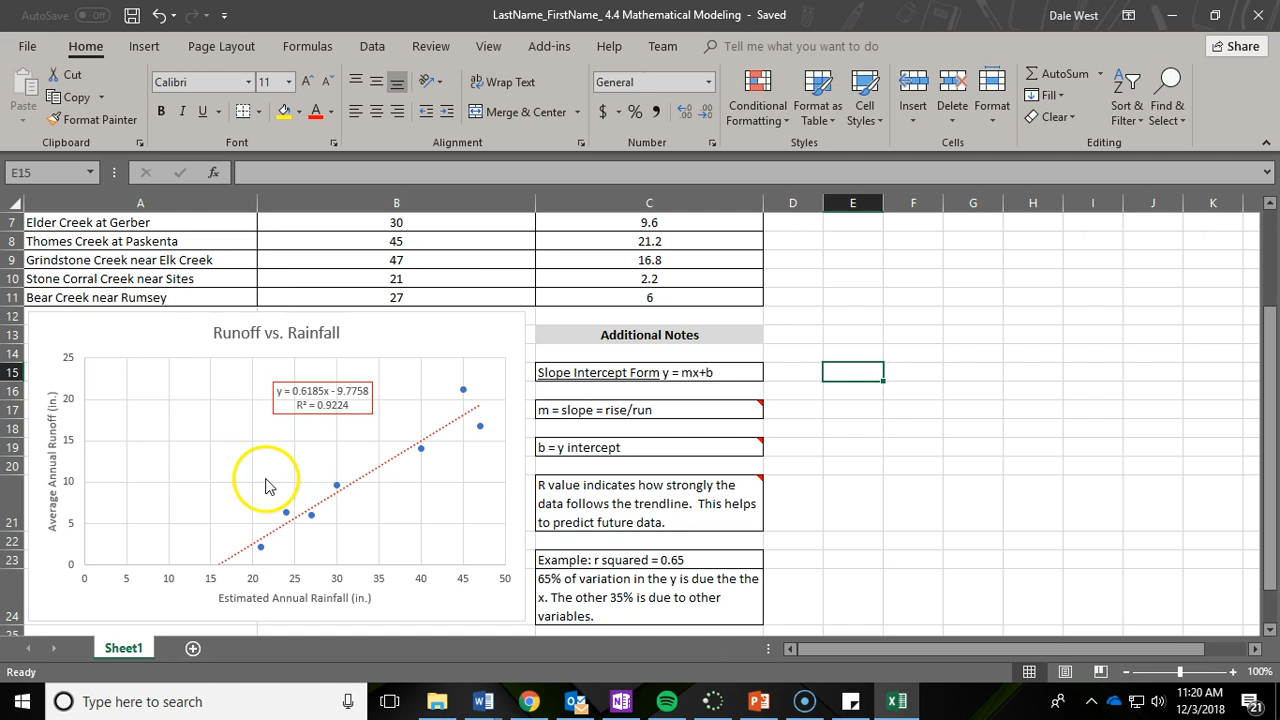 AutoSave Off
LastName_FirstName_ 4.4 Mathematical Modeling - Saved
Dale West
File Home Insert Page Layout Formulas Data Review View Add-ins Help Team Tell me what you want to do Share
Paste
Cut
Copy
Format Painter
Calibri 11
B I U
Wrap Text
Merge & Center
General
$ % ,
Conditional Formatting
Format as Table
Cell Styles
Insert Delete Format
AutoSum
Fill
Clear
Sort & Filter
Find & Select
Clipboard Font Alignment Number Styles Cells Editing
E15 fx
A B C D E F G H I J K
7 Elder Creek at Gerber 30 9.6
8 Thomes Creek at Paskenta 45 21.2
9 Grindstone Creek near Elk Creek 47 16.8
10 Stone Corral Creek near Sites 21 2.2
11 Bear Creek near Rumsey 27 6
12
13 Additional Notes
14
15 Slope Intercept Form y = mx+b
16
17 m = slope = rise/run
18
19 b = y intercept
20
21 R value indicates how strongly the
data follows the trendline. This helps
to predict future data.
22
23 Example: r squared = 0.65
24 65% of variation in the y is due the the
x. The other 35% is due to other
variables.
25
Runoff vs. Rainfall
y = 0.6185x - 9.7758
R² = 0.9224
Average Annual Runoff (in.)
25
20
15
10
5
0
0 5 10 15 20 25 30 35 40 45 50
Estimated Annual Rainfall (in.)
Sheet1
Ready
100%
Type here to search
11:20 AM
12/3/2018
21